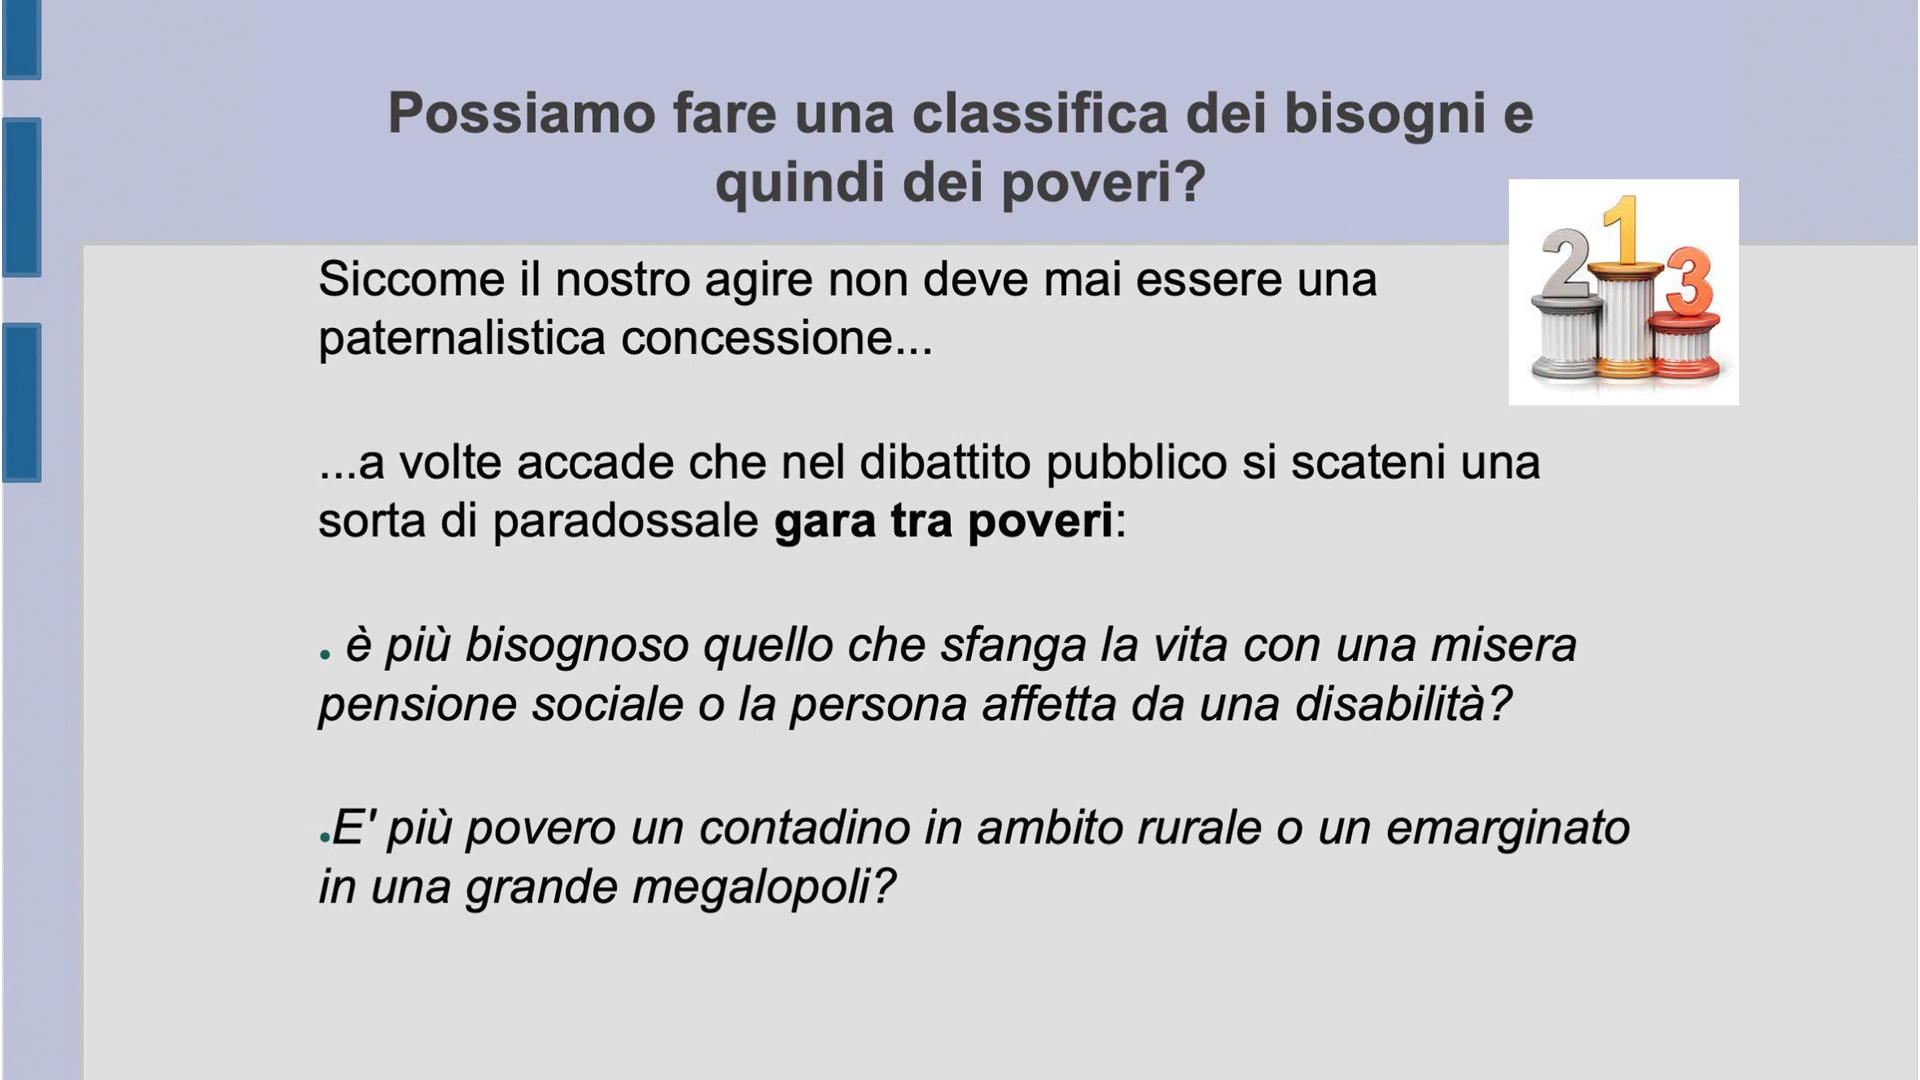 Possiamo fare una classifica dei bisogni e
quindi dei poveri?
2 1 3
Siccome il nostro agire non deve mai essere una
paternalistica concessione...
...a volte accade che nel dibattito pubblico si scateni una
sorta di paradossale gara tra poveri:
• è più bisognoso quello che sfanga la vita con una misera
pensione sociale o la persona affetta da una disabilità?
•E' più povero un contadino in ambito rurale o un emarginato
in una grande megalopoli?